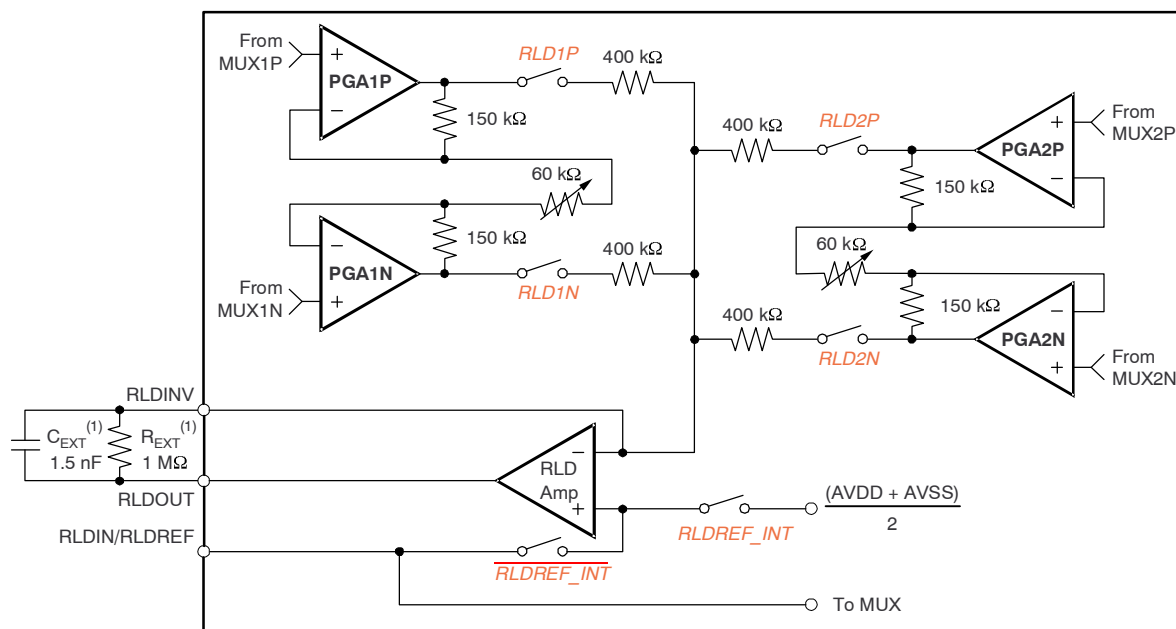 From
MUX1P
+
PGA1P
−
RLD1P
400 kΩ
150 kΩ
60 kΩ
−
PGA1N
+
150 kΩ
400 kΩ
RLD1N
From
MUX1N
400 kΩ
RLD2P
From
MUX2P
+
PGA2P
−
150 kΩ
60 kΩ
150 kΩ
400 kΩ
RLD2N
−
PGA2N
+
From
MUX2N
RLDINV
C_EXT (1)
1.5 nF
R_EXT (1)
1 MΩ
RLDOUT
−
RLD
Amp
+
RLDIN/RLDREF
RLDREF_INT
(AVDD + AVSS)
2
RLDREF_INT
To MUX